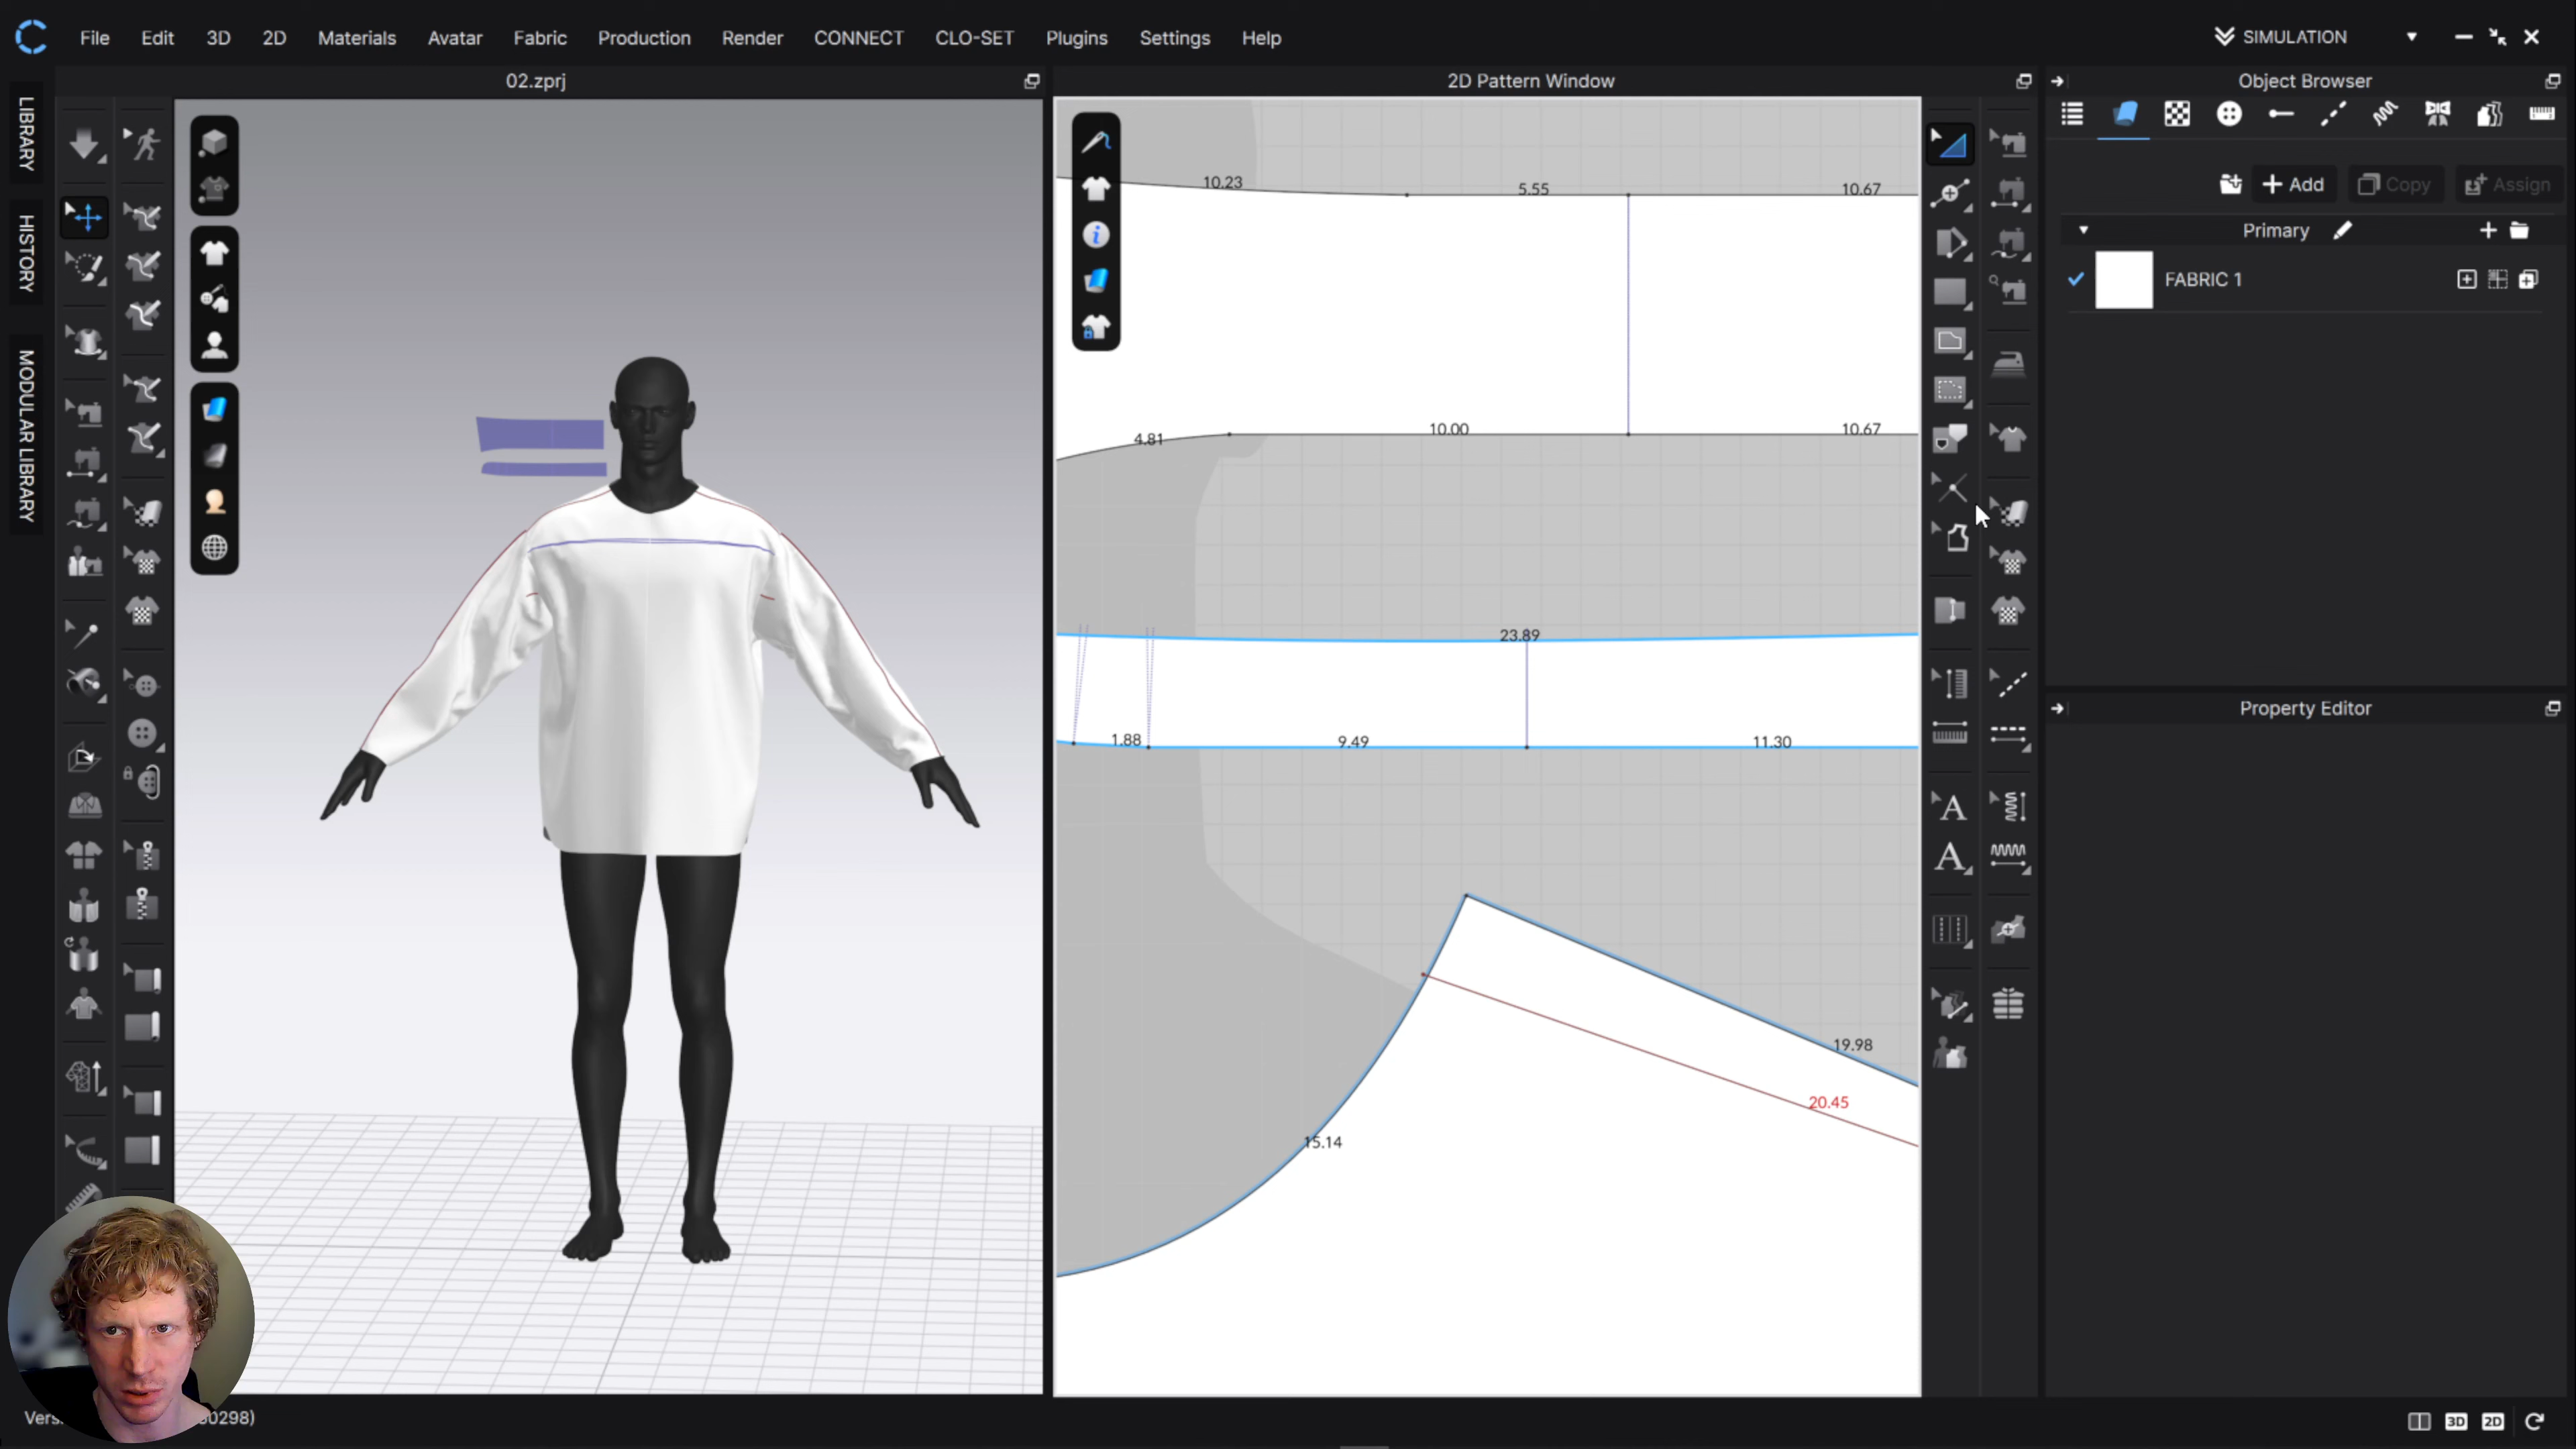 File Edit 3D 2D Materials Avatar Fabric Production Render CONNECT CLO-SET Plugins Settings Help
SIMULATION
02.zprj
2D Pattern Window
Object Browser
LIBRARY
HISTORY
MODULAR LIBRARY
Add
Copy
Assign
Primary
FABRIC 1
Property Editor
10.23
5.55
10.67
4.81
10.00
10.67
23.89
1.88
9.49
11.30
19.98
20.45
15.14
A
A
3D
2D